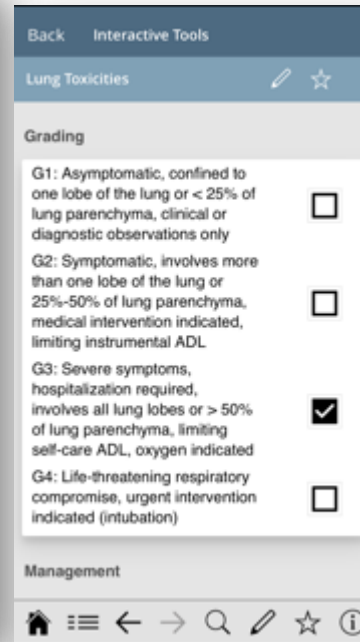 Back Interactive Tools
Lung Toxicities
Grading
G1: Asymptomatic, confined to
one lobe of the lung or < 25% of
lung parenchyma, clinical or
diagnostic observations only
G2: Symptomatic, involves more
than one lobe of the lung or
25%-50% of lung parenchyma,
medical intervention indicated,
limiting instrumental ADL
G3: Severe symptoms,
hospitalization required,
involves all lung lobes or > 50%
of lung parenchyma, limiting
self-care ADL, oxygen indicated
G4: Life-threatening respiratory
compromise, urgent intervention
indicated (intubation)
Management